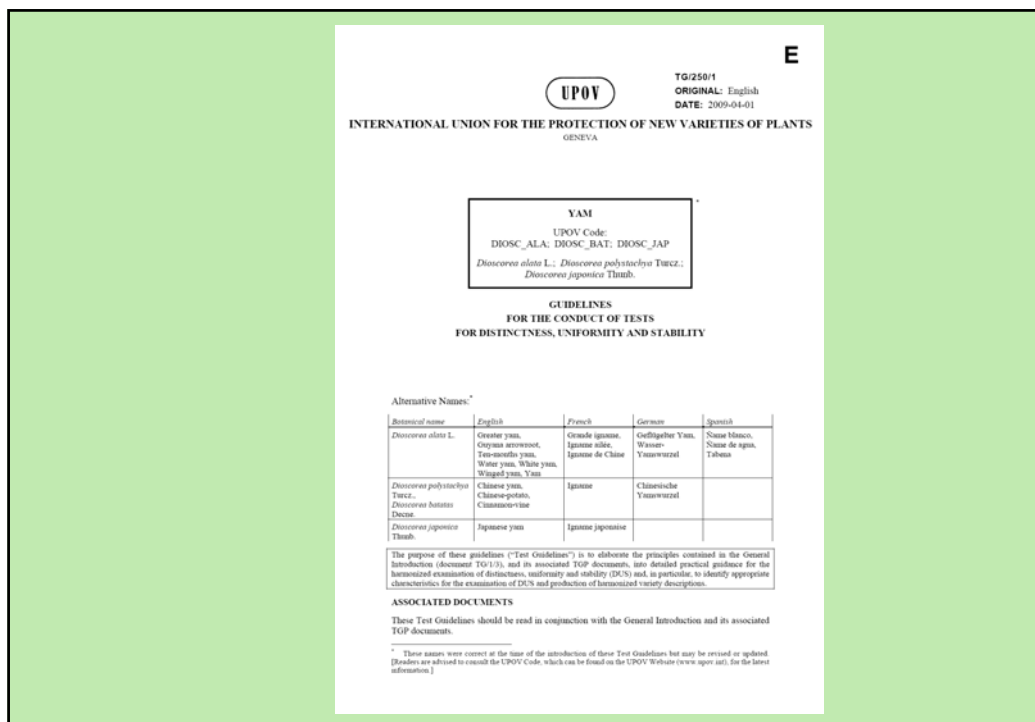 E
TG/250/1
ORIGINAL: English
DATE: 2009-04-01
UPOV
INTERNATIONAL UNION FOR THE PROTECTION OF NEW VARIETIES OF PLANTS
GENEVA
*
YAM
UPOV Code:
DIOSC_ALA; DIOSC_BAT; DIOSC_JAP
Dioscorea alata L.; Dioscorea polystachya Turcz.;
Dioscorea japonica Thunb.
GUIDELINES
FOR THE CONDUCT OF TESTS
FOR DISTINCTNESS, UNIFORMITY AND STABILITY
Alternative Names:*
Botanical name English French German Spanish
Dioscorea alata L. Greater yam, Grande igname, Geflügelter Yam, Ñame blanco,
Guyana arrowroot, Igname ailée, Wasser- Ñame de agua,
Ten-months yam, Igname de Chine Yamswurzel Tabena
Water yam, White yam,
Winged yam, Yam
Dioscorea polystachya Chinese yam, Igname Chinesische
Turcz., Chinese-potato, Yamswurzel
Dioscorea batatas Cinnamon-vine
Decne.
Dioscorea japonica Japanese yam Igname japonaise
Thunb.
The purpose of these guidelines (“Test Guidelines”) is to elaborate the principles contained in the General
Introduction (document TG/1/3), and its associated TGP documents, into detailed practical guidance for the
harmonized examination of distinctness, uniformity and stability (DUS) and, in particular, to identify appropriate
characteristics for the examination of DUS and production of harmonized variety descriptions.
ASSOCIATED DOCUMENTS
These Test Guidelines should be read in conjunction with the General Introduction and its associated
TGP documents.
* These names were correct at the time of the introduction of these Test Guidelines but may be revised or updated.
[Readers are advised to consult the UPOV Code, which can be found on the UPOV Website (www.upov.int), for the latest
information.]